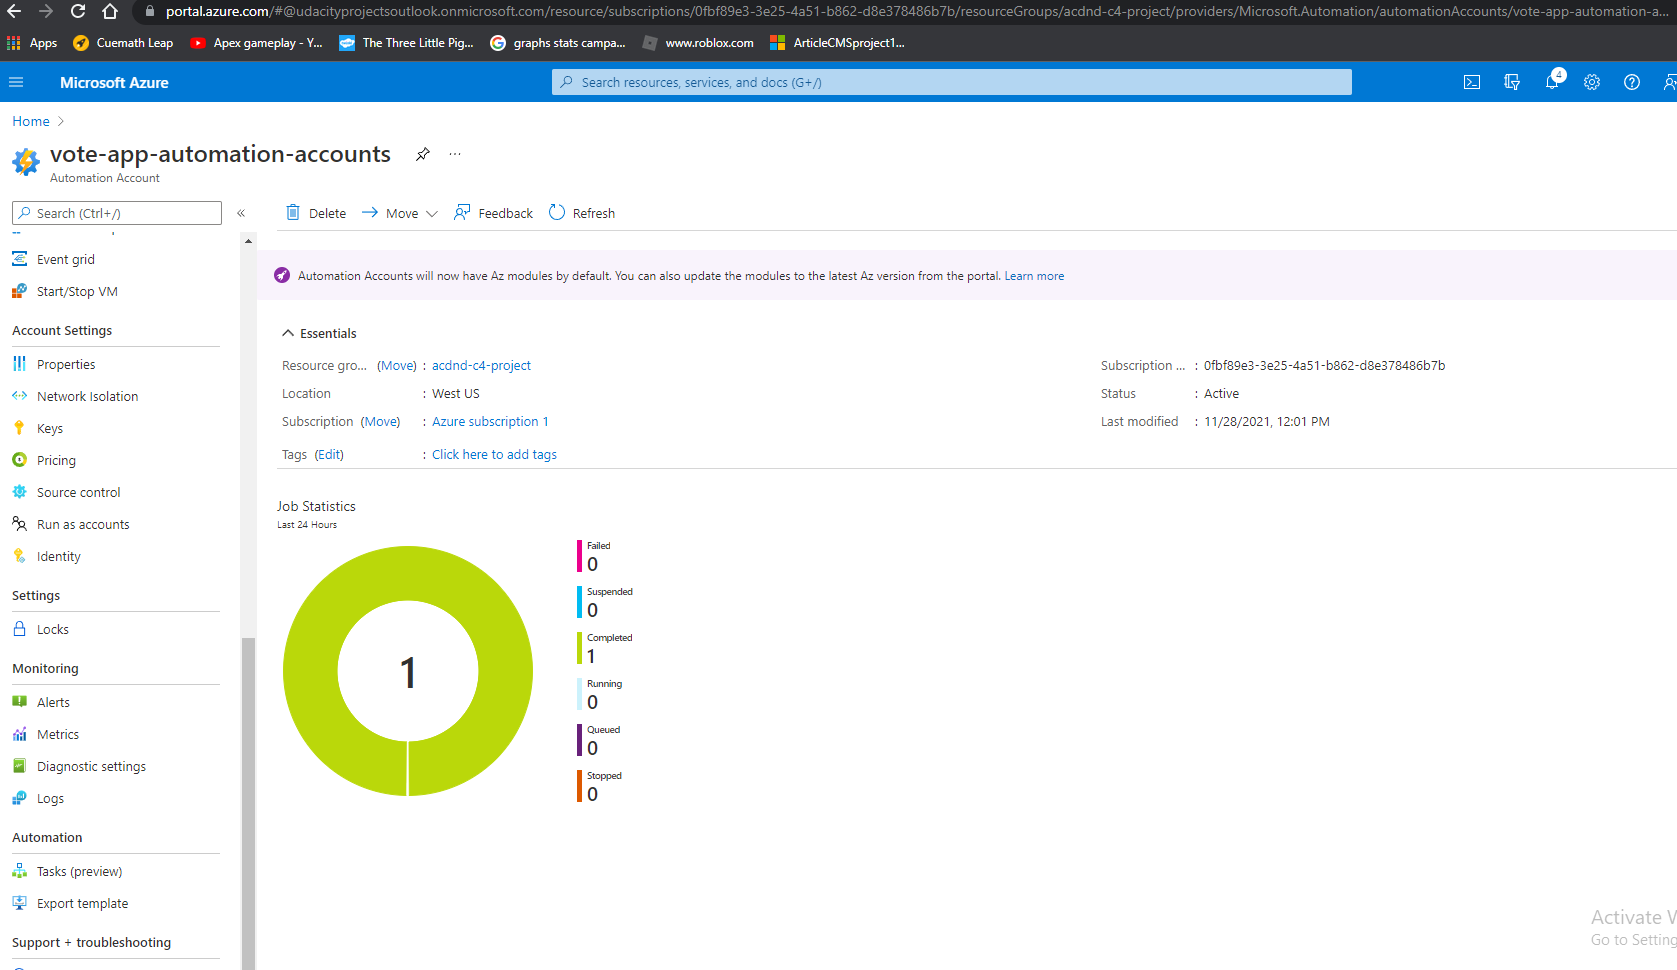 portal.azure.com/#@udacityprojectsoutlook.onmicrosoft.com/resource/subscriptions/0fbf89e3-3e25-4a51-b862-d8e378486b7b/resourceGroups/acdnd-c4-project/providers/Microsoft.Automation/automationAccounts/vote-app-automation-a...
Apps Cuemath Leap Apex gameplay - Y... The Three Little Pig... graphs stats campa... www.roblox.com ArticleCMSproject1...
Microsoft Azure Search resources, services, and docs (G+/) 4
Home
vote-app-automation-accounts ...
Automation Account
Search (Ctrl+/) «
Delete Move Feedback Refresh
Event grid
Start/Stop VM
Account Settings
Properties
Network Isolation
Keys
Pricing
Source control
Run as accounts
Identity
Settings
Locks
Monitoring
Alerts
Metrics
Diagnostic settings
Logs
Automation
Tasks (preview)
Export template
Support + troubleshooting
Automation Accounts will now have Az modules by default. You can also update the modules to the latest Az version from the portal. Learn more
Essentials
Resource gro... (Move) : acdnd-c4-project
Location : West US
Subscription (Move) : Azure subscription 1
Tags (Edit) : Click here to add tags
Subscription ... : 0fbf89e3-3e25-4a51-b862-d8e378486b7b
Status : Active
Last modified : 11/28/2021, 12:01 PM
Job Statistics
Last 24 Hours
1
Failed
0
Suspended
0
Completed
1
Running
0
Queued
0
Stopped
0
Activate W
Go to Setting